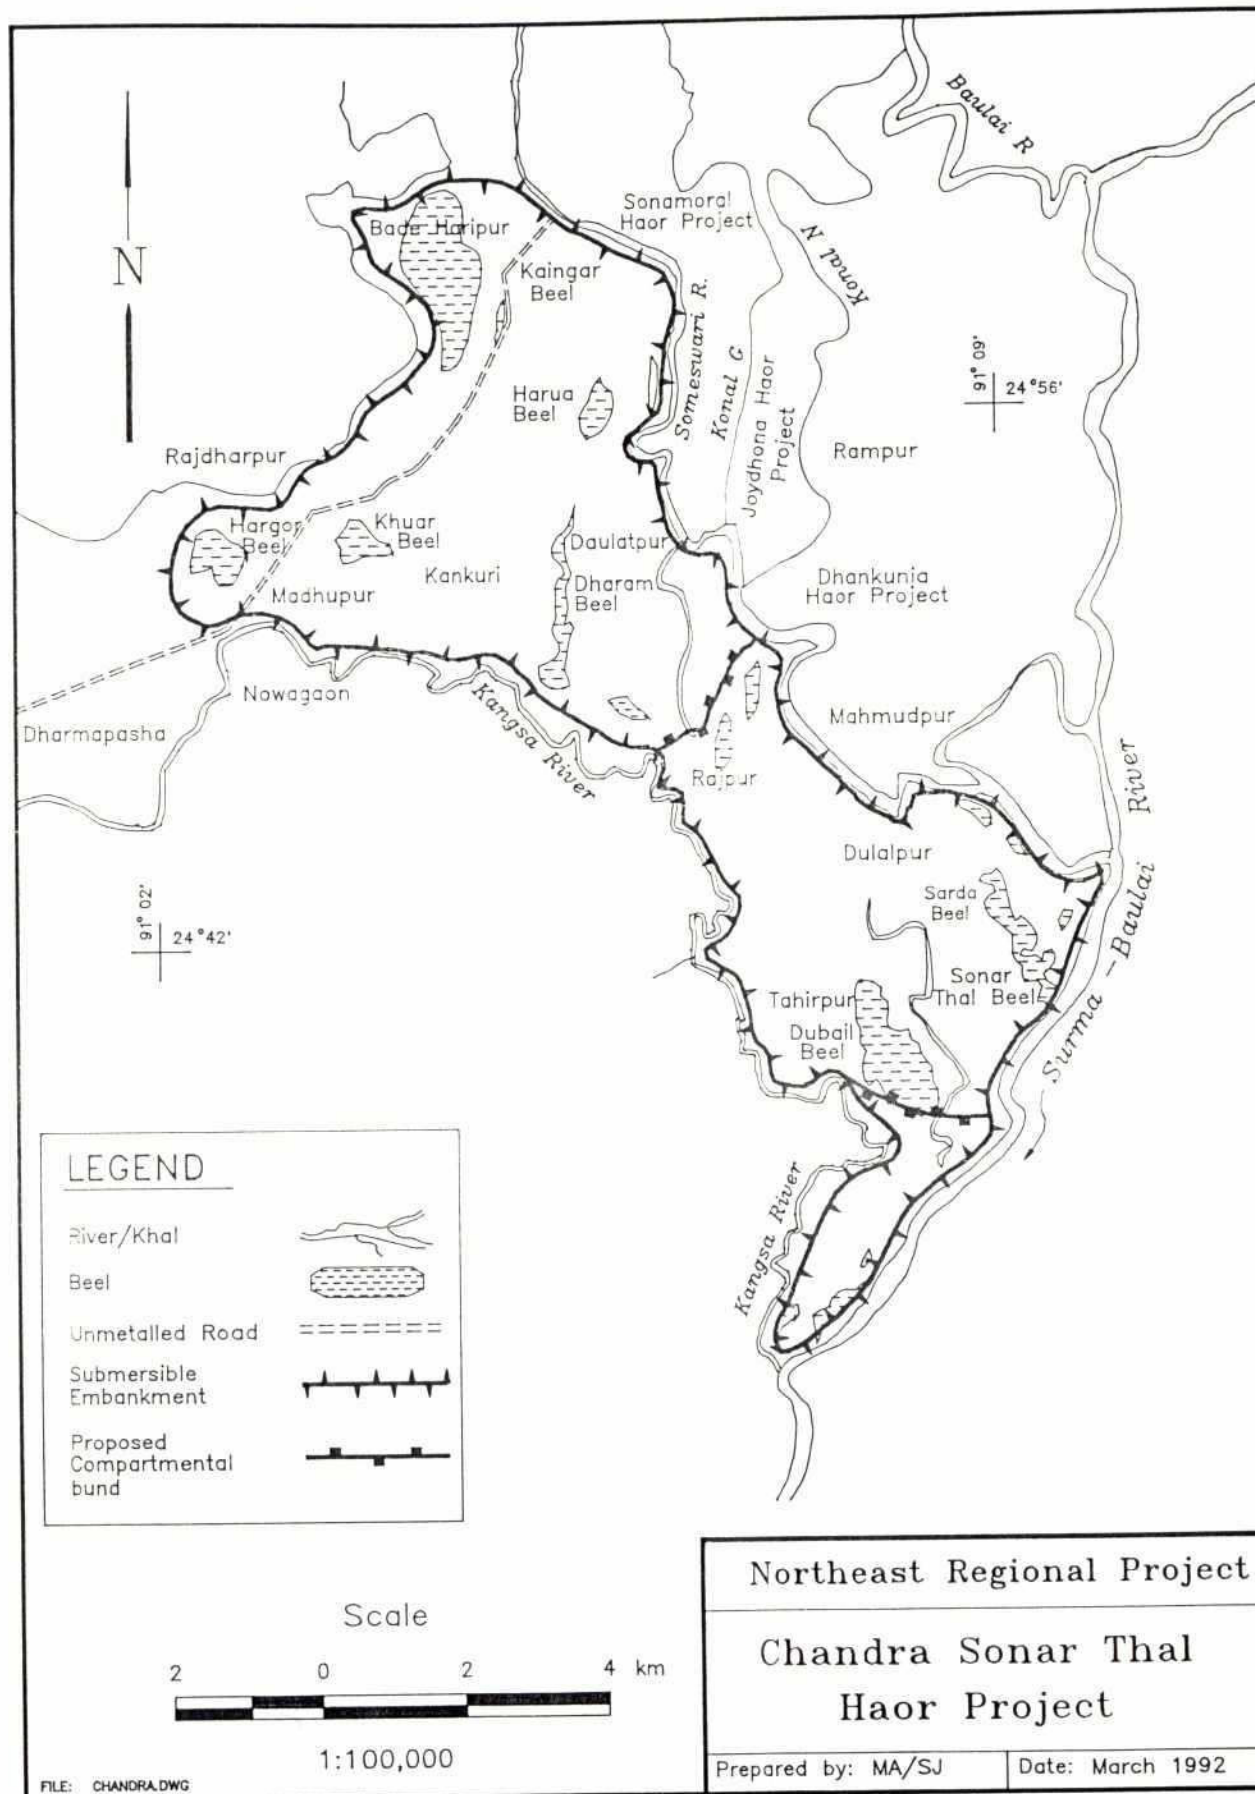 Baulai R
N
Sonamoral
Haor Project
Konal N
Bade Haripur
Kaingar
Beel
Someswari R.
Konal G
Joydhona Haor
Project
91° 09'
24°56'
Harua
Beel
Rajdharpur
Rampur
Hargor
Beel
Khuar
Beel
Daulatpur
Kankuri
Dharam
Beel
Madhupur
Dhankunia
Haor Project
Nowagaon
Dharmapasha
Kangsa River
Mahmudpur
Rajpur
Surma-Baulai River
Dulalpur
Sarda
Beel
91° 02'
24°42'
Sonar
Thal Beel
Tahirpur
Dubail
Beel
Kangsa River
LEGEND
River/Khal
Beel
Unmetalled Road
Submersible
Embankment
Proposed
Compartmental
bund
Scale
2 0 2 4 km
1:100,000
FILE: CHANDRA.DWG
Northeast Regional Project
Chandra Sonar Thal
Haor Project
Prepared by: MA/SJ
Date: March 1992